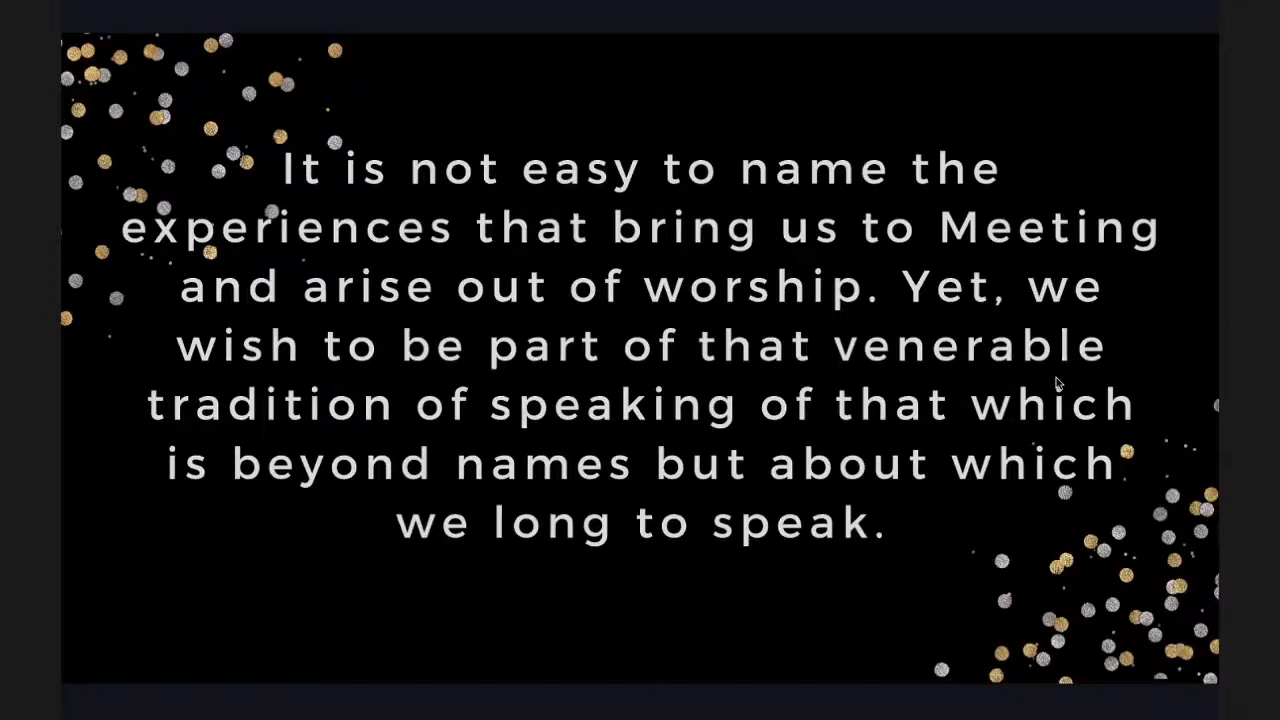 It is not easy to name the
experiences that bring us to Meeting
and arise out of worship. Yet, we
wish to be part of that venerable
tradition of speaking of that which
is beyond names but about which
we long to speak.